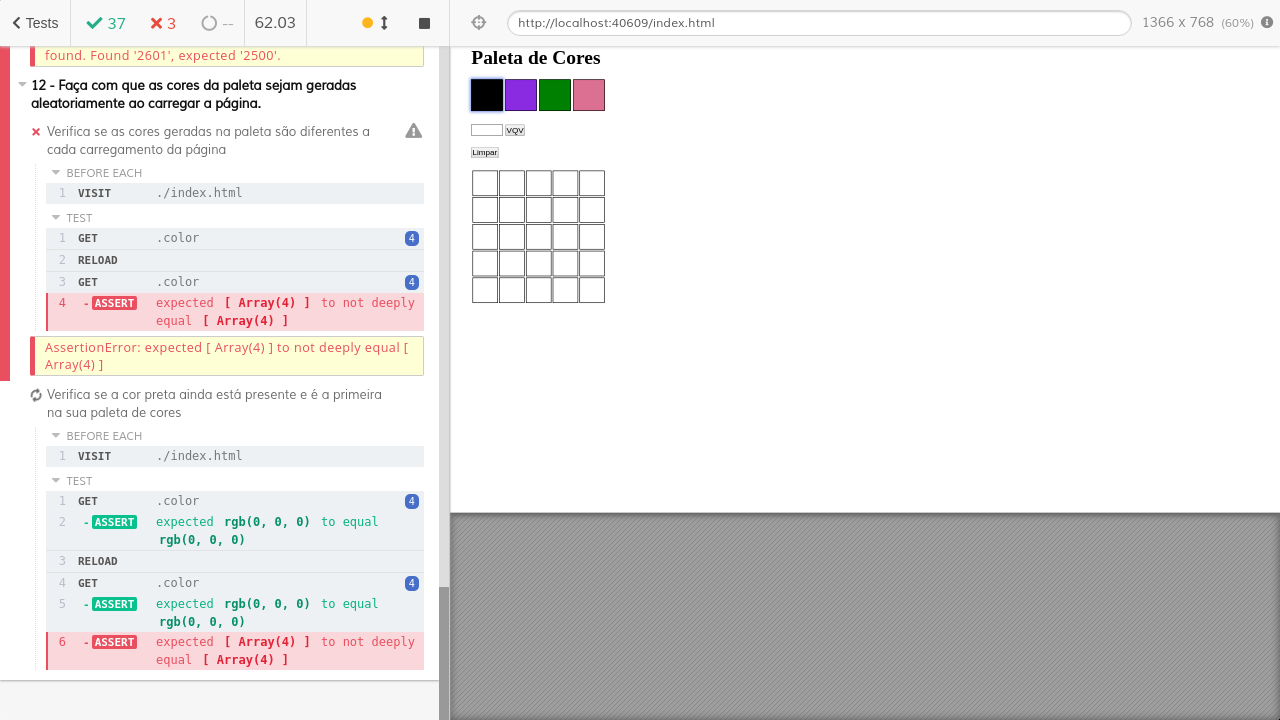 Tests
37
3
--
62.03
http://localhost:40609/index.html
1366 x 768 (60%)
found. Found '2601', expected '2500'.
12 - Faça com que as cores da paleta sejam geradas
aleatoriamente ao carregar a página.
Verifica se as cores geradas na paleta são diferentes a
cada carregamento da página
BEFORE EACH
1 VISIT ./index.html
TEST
1 GET .color 4
2 RELOAD
3 GET .color 4
4 -ASSERT expected [ Array(4) ] to not deeply
equal [ Array(4) ]
AssertionError: expected [ Array(4) ] to not deeply equal [
Array(4) ]
Verifica se a cor preta ainda está presente e é a primeira
na sua paleta de cores
BEFORE EACH
1 VISIT ./index.html
TEST
1 GET .color 4
2 -ASSERT expected rgb(0, 0, 0) to equal
rgb(0, 0, 0)
3 RELOAD
4 GET .color 4
5 -ASSERT expected rgb(0, 0, 0) to equal
rgb(0, 0, 0)
6 -ASSERT expected [ Array(4) ] to not deeply
equal [ Array(4) ]
Paleta de Cores
VQV
Limpar